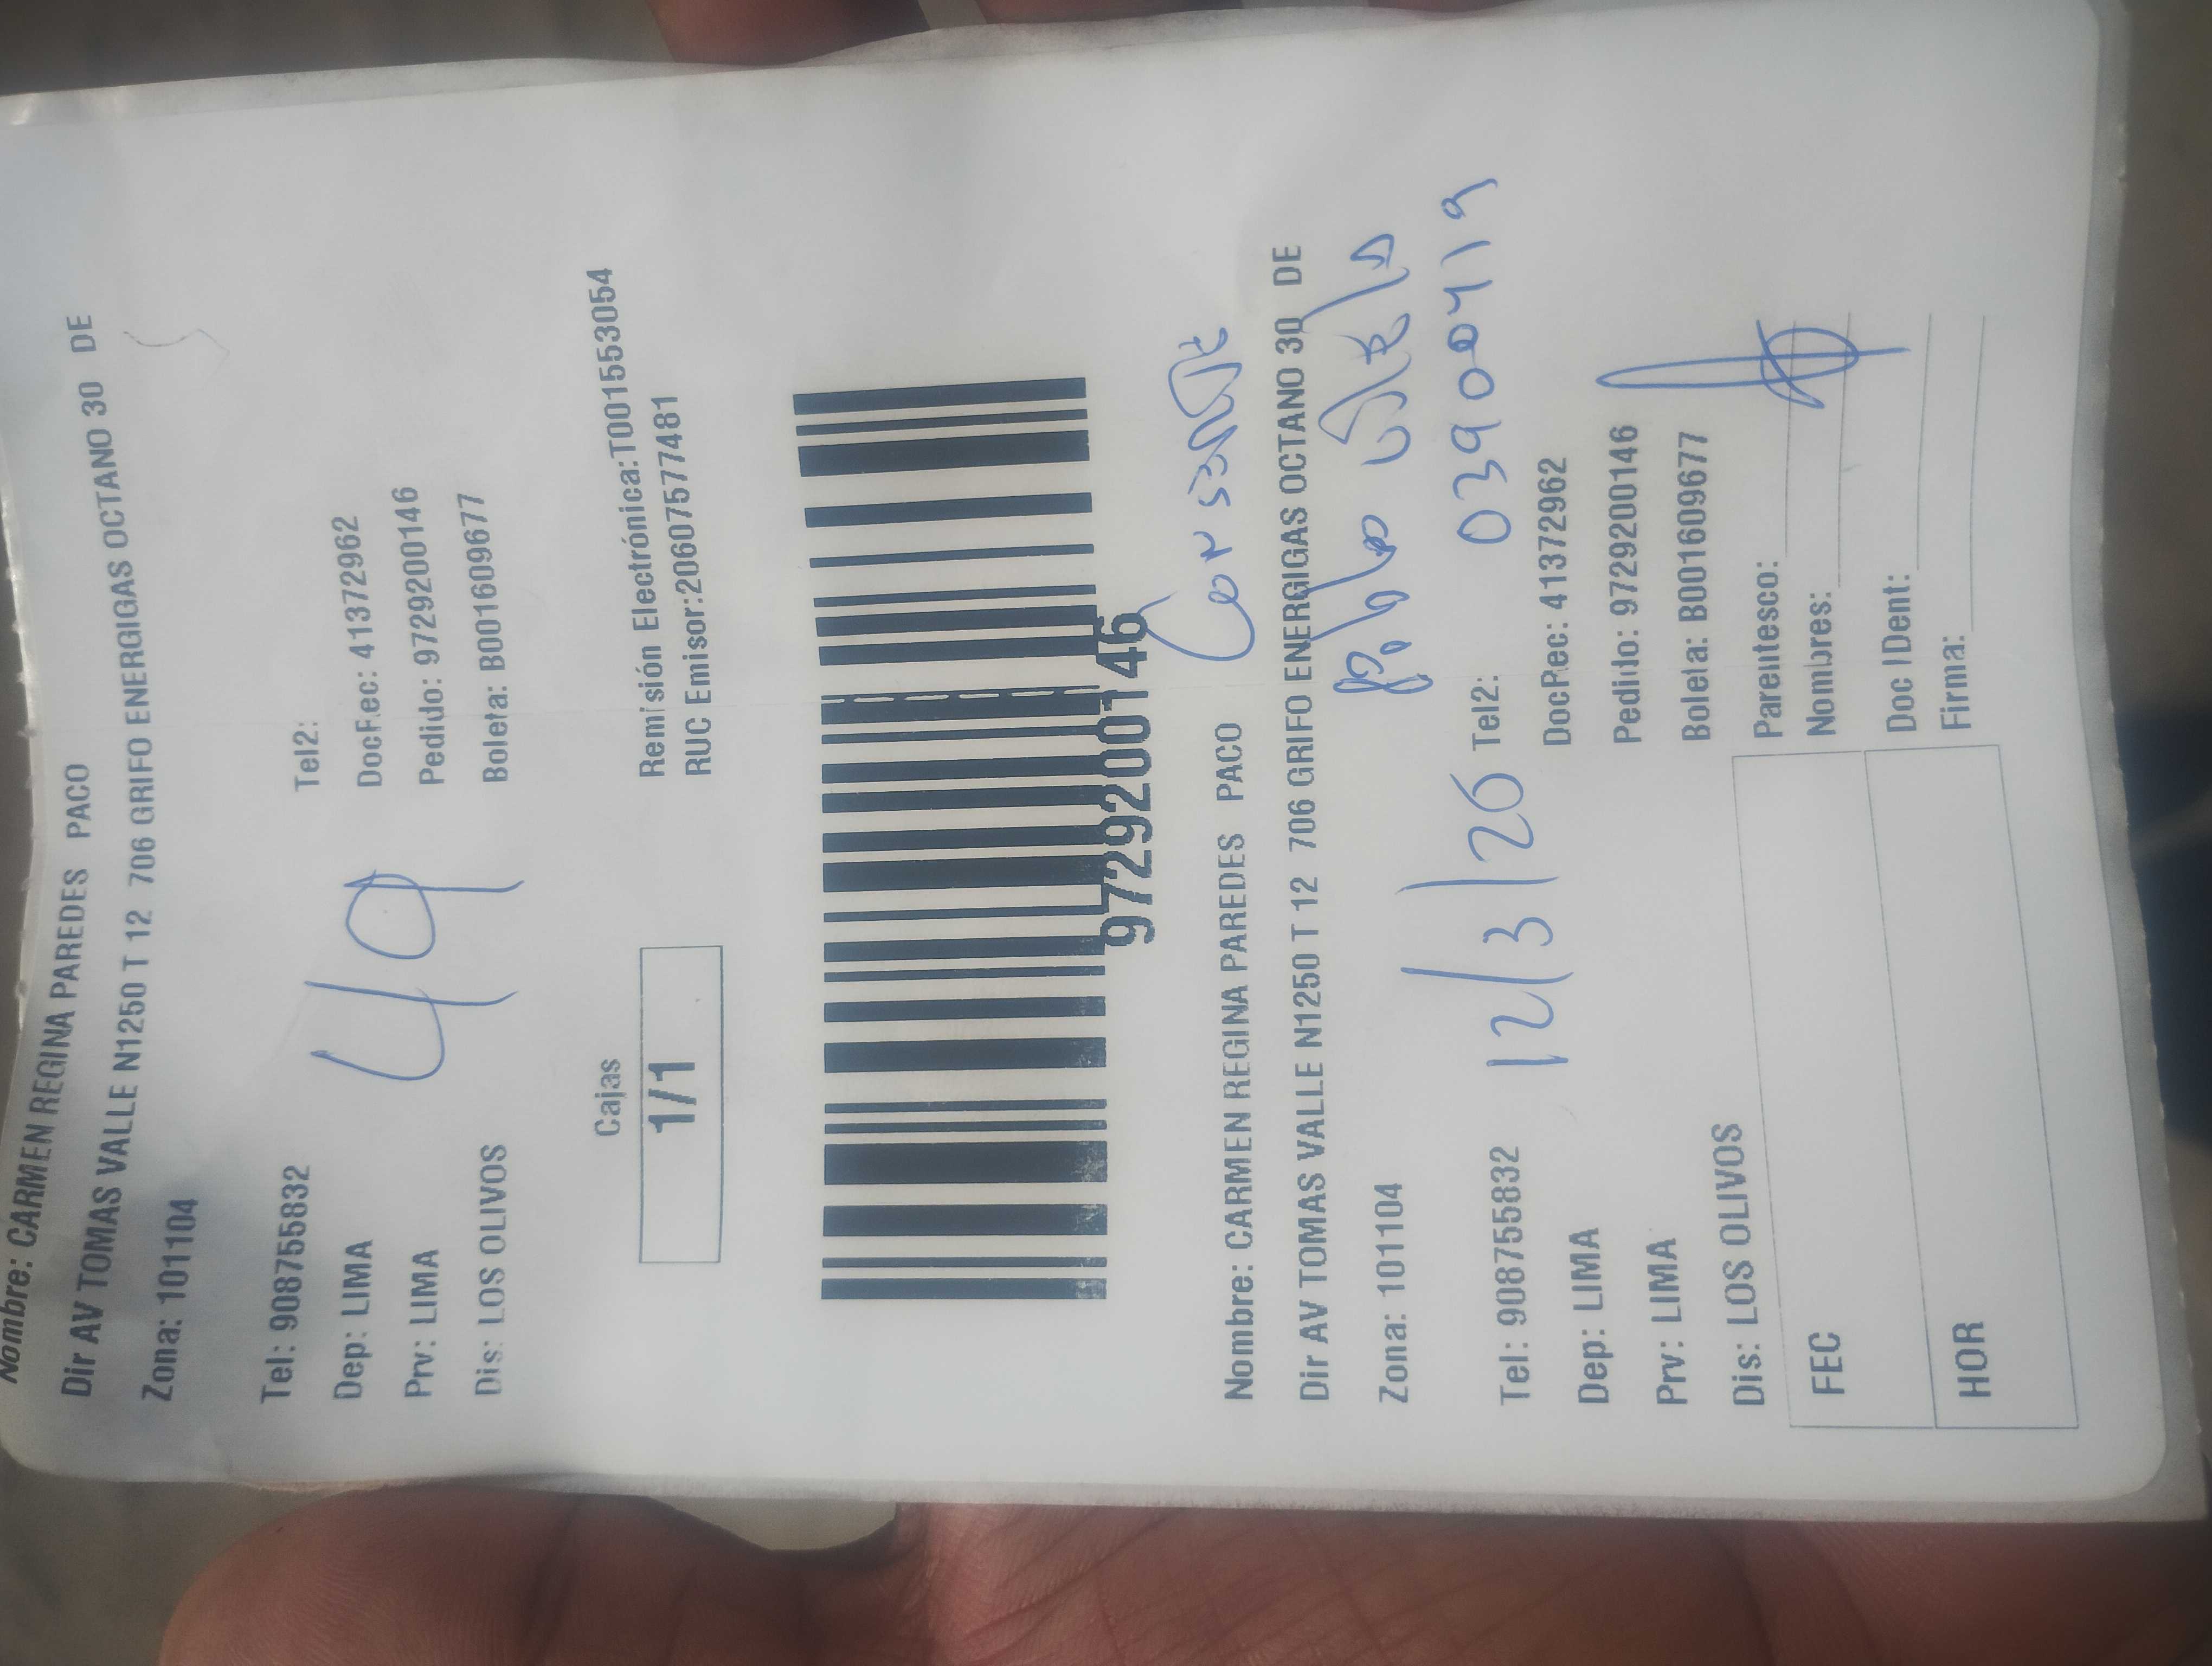 Nombre: CARMEN REGINA PAREDES PACO
Dir AV TOMAS VALLE N1250 T 12 706 GRIFO ENERGIGAS OCTANO 30 DE
Zona: 101104
Tel: 908755832 Tel2:
Dep: LIMA DocRec: 41372962
Prv: LIMA Pedido: 9729200146
Dis: LOS OLIVOS Boleta: B001609677
49
Cajas
1/1
Remisión Electrónica:T001553054
RUC Emisor:20607577481
9729200146
Nombre: CARMEN REGINA PAREDES PACO
Dir AV TOMAS VALLE N1250 T 12 706 GRIFO ENERGIGAS OCTANO 30 DE
Pablo
Zona: 101104
12/3/26
03900419
Tel: 908755832 Tel2:
Dep: LIMA DocRec: 41372962
Prv: LIMA Pedido: 9729200146
Dis: LOS OLIVOS Boleta: B001609677
FEC Parentesco:
Nombres:
HOR Doc IDent:
Firma: